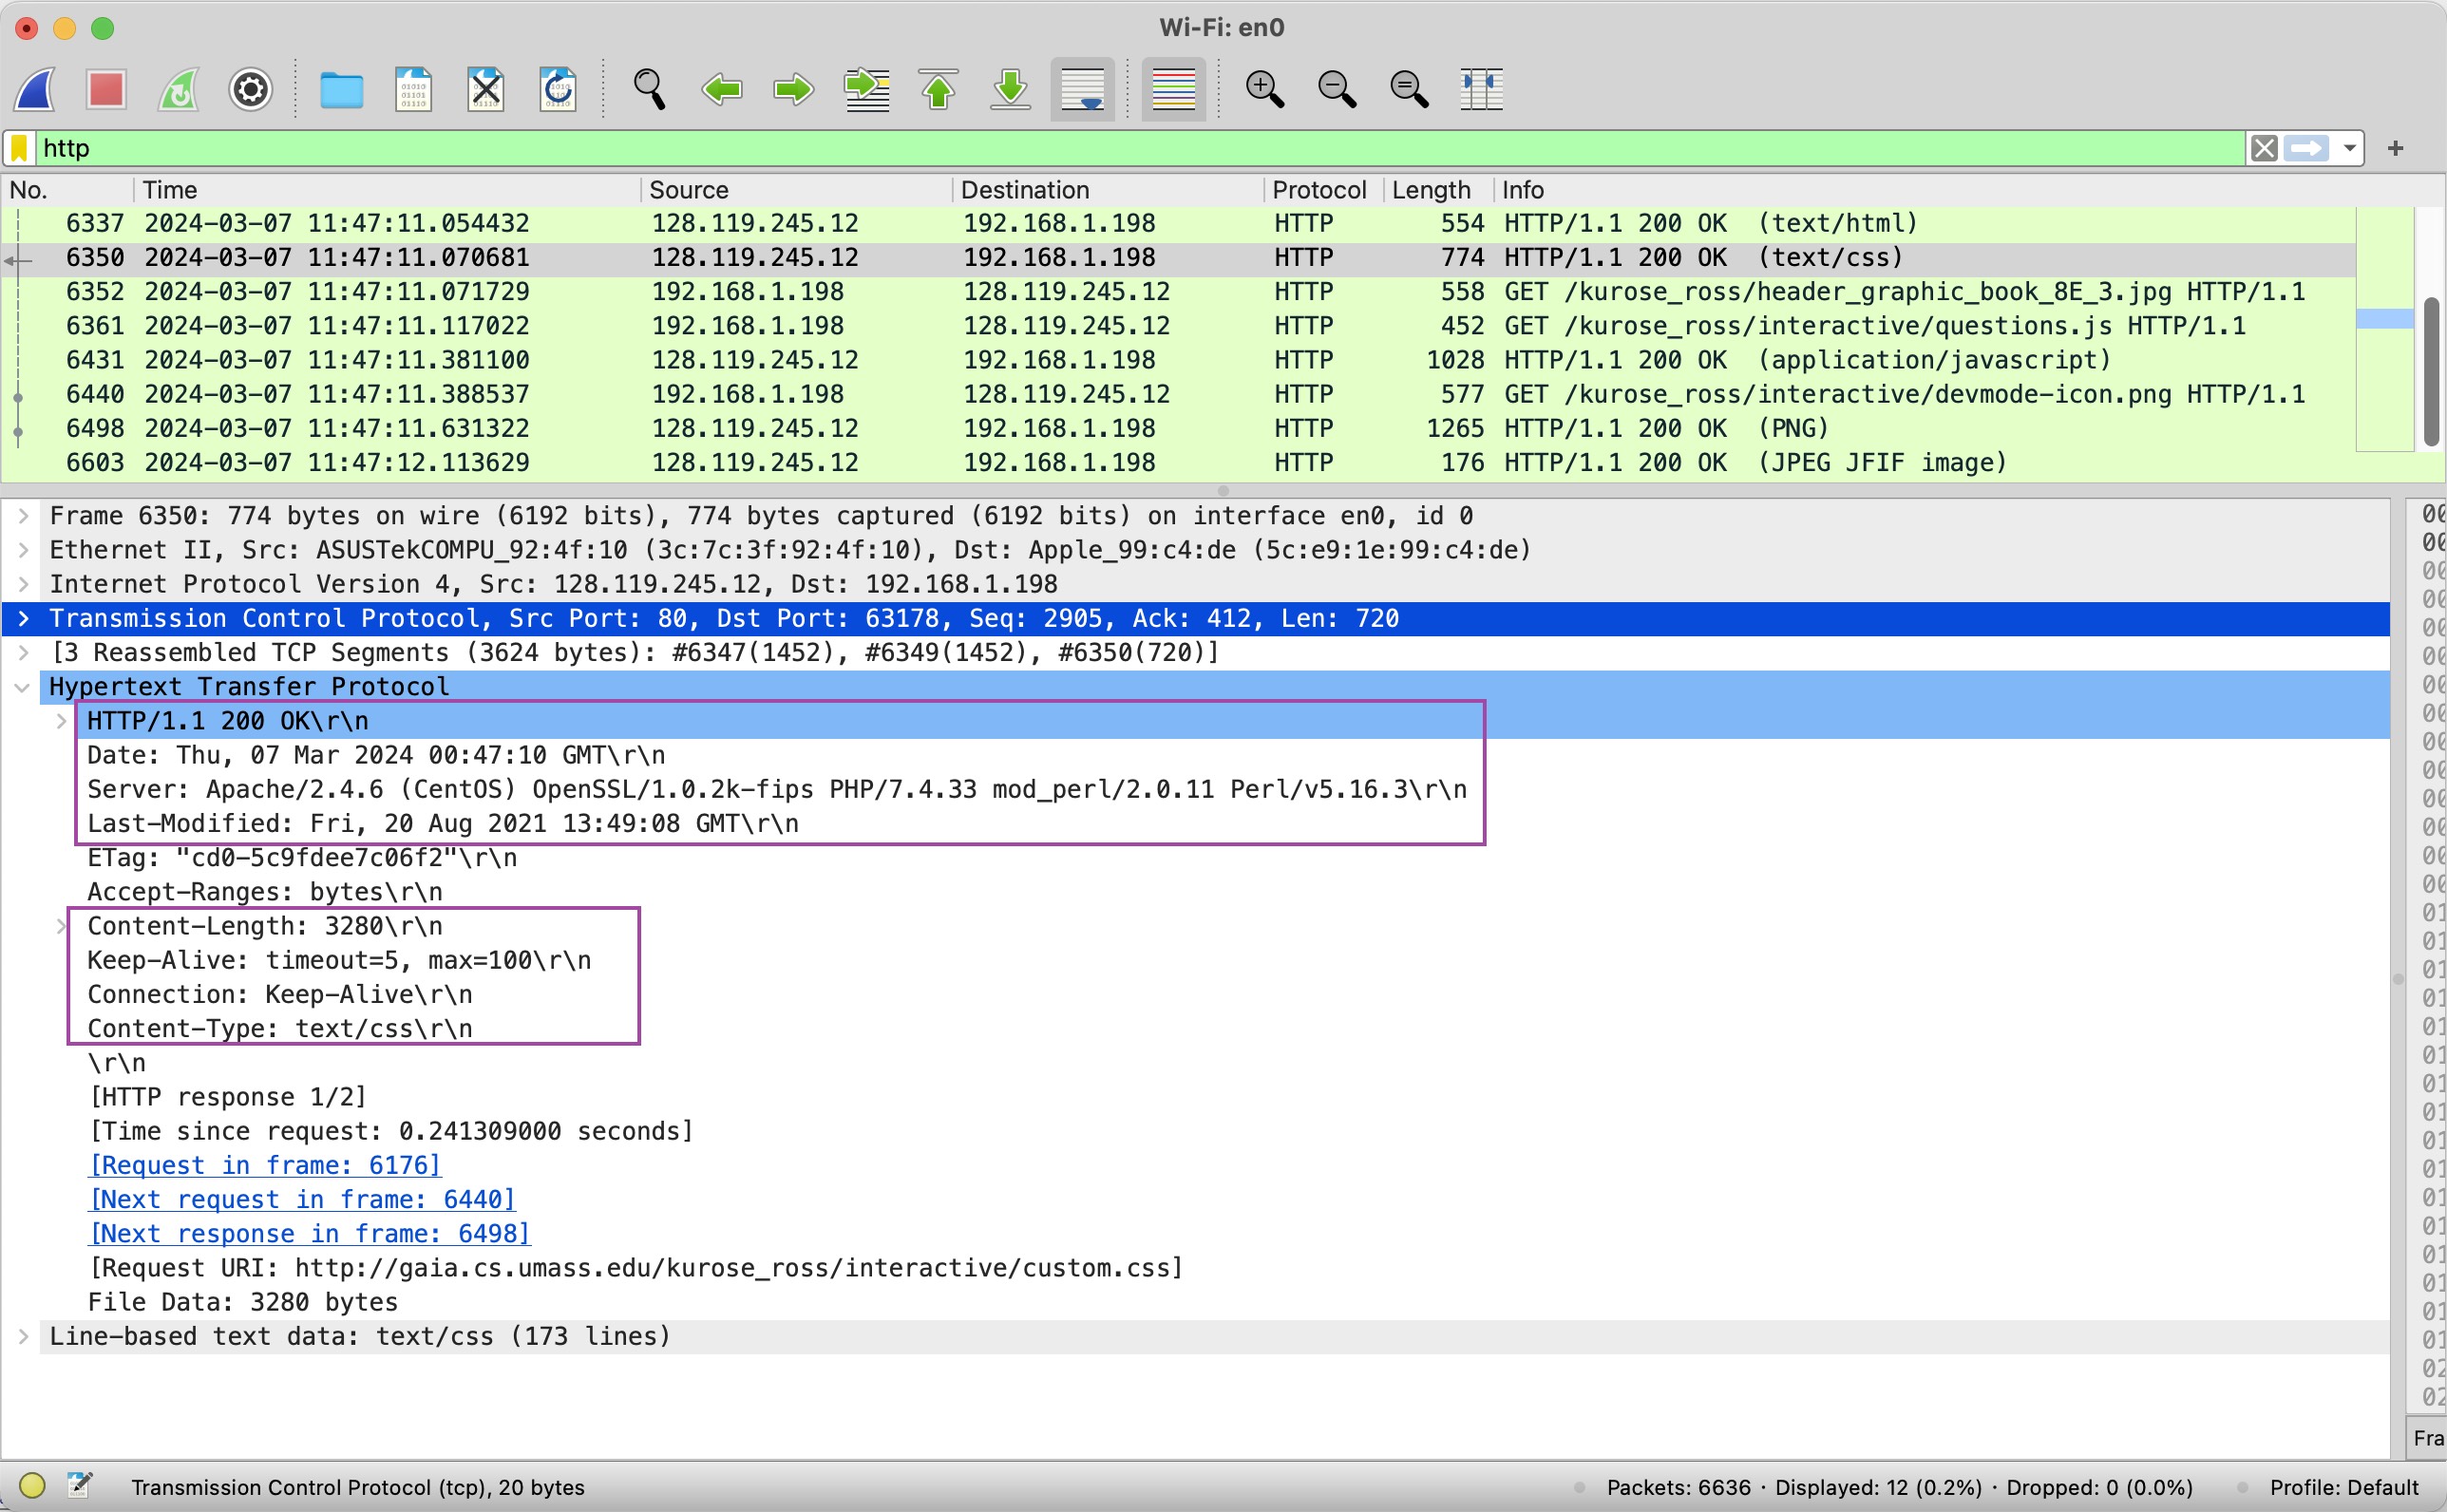 Wi-Fi: en0
http
No. Time Source Destination Protocol Length Info
6337 2024-03-07 11:47:11.054432 128.119.245.12 192.168.1.198 HTTP 554 HTTP/1.1 200 OK  (text/html)
6350 2024-03-07 11:47:11.070681 128.119.245.12 192.168.1.198 HTTP 774 HTTP/1.1 200 OK  (text/css)
6352 2024-03-07 11:47:11.071729 192.168.1.198 128.119.245.12 HTTP 558 GET /kurose_ross/header_graphic_book_8E_3.jpg HTTP/1.1
6361 2024-03-07 11:47:11.117022 192.168.1.198 128.119.245.12 HTTP 452 GET /kurose_ross/interactive/questions.js HTTP/1.1
6431 2024-03-07 11:47:11.381100 128.119.245.12 192.168.1.198 HTTP 1028 HTTP/1.1 200 OK  (application/javascript)
6440 2024-03-07 11:47:11.388537 192.168.1.198 128.119.245.12 HTTP 577 GET /kurose_ross/interactive/devmode-icon.png HTTP/1.1
6498 2024-03-07 11:47:11.631322 128.119.245.12 192.168.1.198 HTTP 1265 HTTP/1.1 200 OK  (PNG)
6603 2024-03-07 11:47:12.113629 128.119.245.12 192.168.1.198 HTTP 176 HTTP/1.1 200 OK  (JPEG JFIF image)
Frame 6350: 774 bytes on wire (6192 bits), 774 bytes captured (6192 bits) on interface en0, id 0
Ethernet II, Src: ASUSTekCOMPU_92:4f:10 (3c:7c:3f:92:4f:10), Dst: Apple_99:c4:de (5c:e9:1e:99:c4:de)
Internet Protocol Version 4, Src: 128.119.245.12, Dst: 192.168.1.198
Transmission Control Protocol, Src Port: 80, Dst Port: 63178, Seq: 2905, Ack: 412, Len: 720
[3 Reassembled TCP Segments (3624 bytes): #6347(1452), #6349(1452), #6350(720)]
Hypertext Transfer Protocol
HTTP/1.1 200 OK\r\n
Date: Thu, 07 Mar 2024 00:47:10 GMT\r\n
Server: Apache/2.4.6 (CentOS) OpenSSL/1.0.2k-fips PHP/7.4.33 mod_perl/2.0.11 Perl/v5.16.3\r\n
Last-Modified: Fri, 20 Aug 2021 13:49:08 GMT\r\n
ETag: "cd0-5c9fdee7c06f2"\r\n
Accept-Ranges: bytes\r\n
Content-Length: 3280\r\n
Keep-Alive: timeout=5, max=100\r\n
Connection: Keep-Alive\r\n
Content-Type: text/css\r\n
\r\n
[HTTP response 1/2]
[Time since request: 0.241309000 seconds]
[Request in frame: 6176]
[Next request in frame: 6440]
[Next response in frame: 6498]
[Request URI: http://gaia.cs.umass.edu/kurose_ross/interactive/custom.css]
File Data: 3280 bytes
Line-based text data: text/css (173 lines)
Transmission Control Protocol (tcp), 20 bytes
Packets: 6636 · Displayed: 12 (0.2%) · Dropped: 0 (0.0%)
Profile: Default